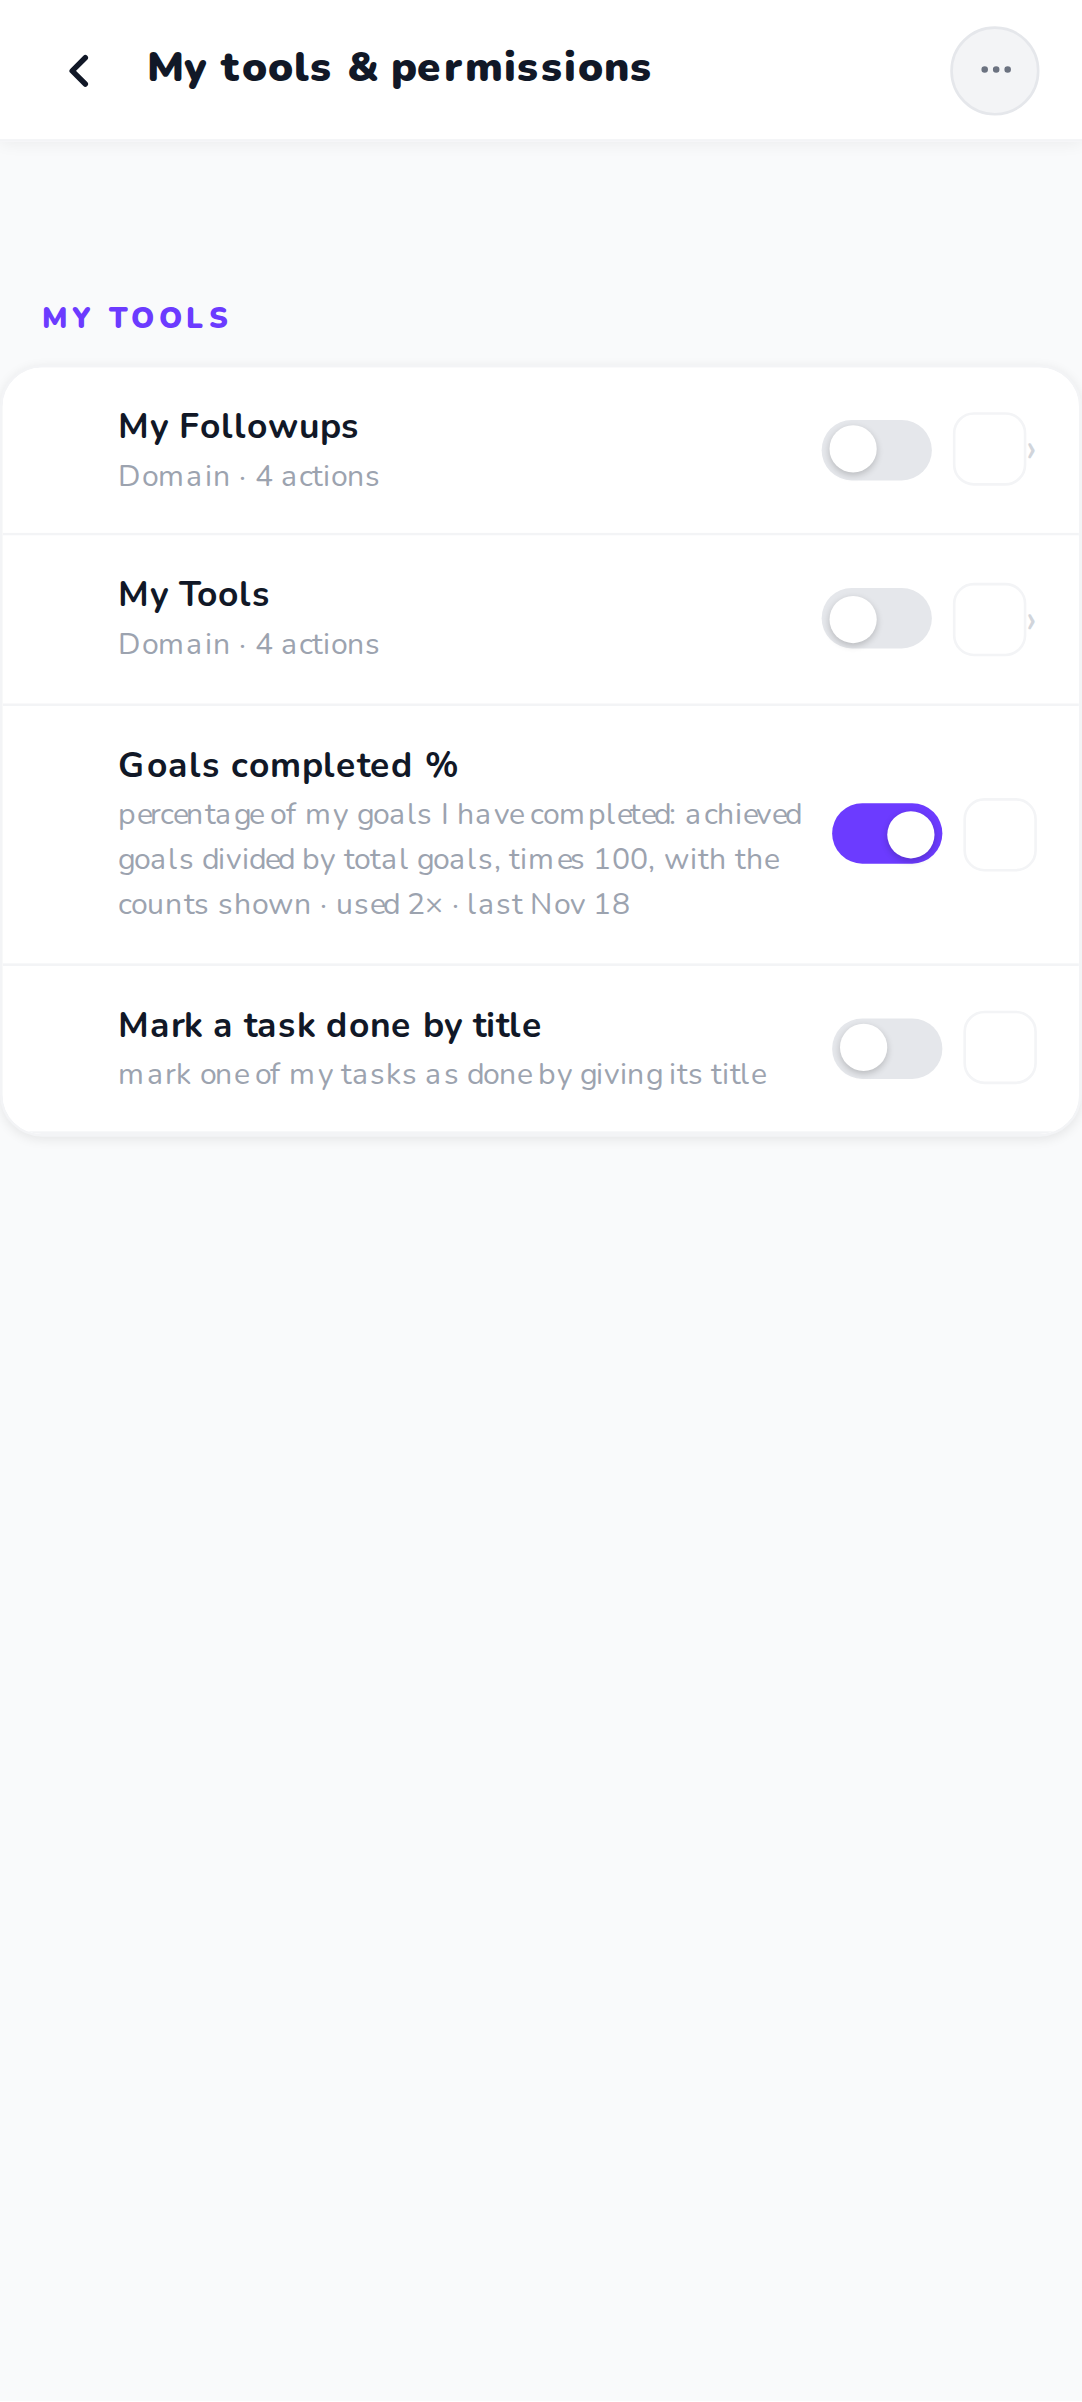 My tools & permissions
MY TOOLS
My Followups
Domain · 4 actions
My Tools
Domain · 4 actions
Goals completed %
percentage of my goals I have completed: achieved
goals divided by total goals, times 100, with the
counts shown · used 2× · last Nov 18
Mark a task done by title
mark one of my tasks as done by giving its title